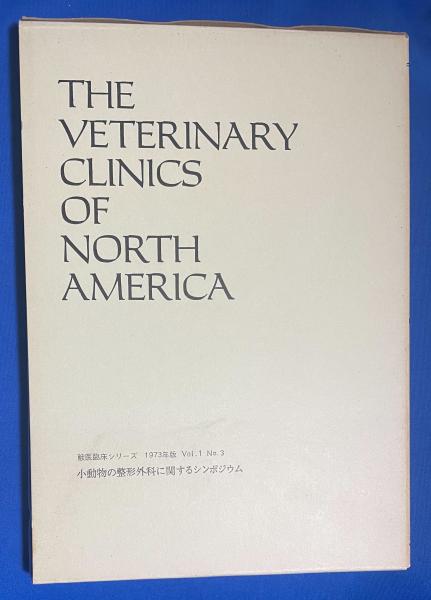 THE
VETERINARY
CLINICS
OF
NORTH
AMERICA
獣医臨床シリーズ 1973年版 Vol.1 No.3
小動物の整形外科に関するシンポジウム